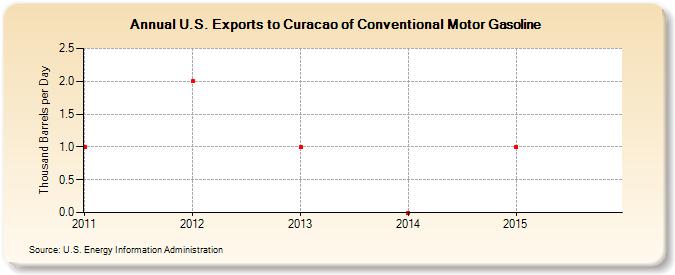 Annual U.S. Exports to Curacao of Conventional Motor Gasoline
Thousand Barrels per Day
2.5
2.0
1.5
1.0
0.5
0.0
2011 2012 2013 2014 2015
Source: U.S. Energy Information Administration